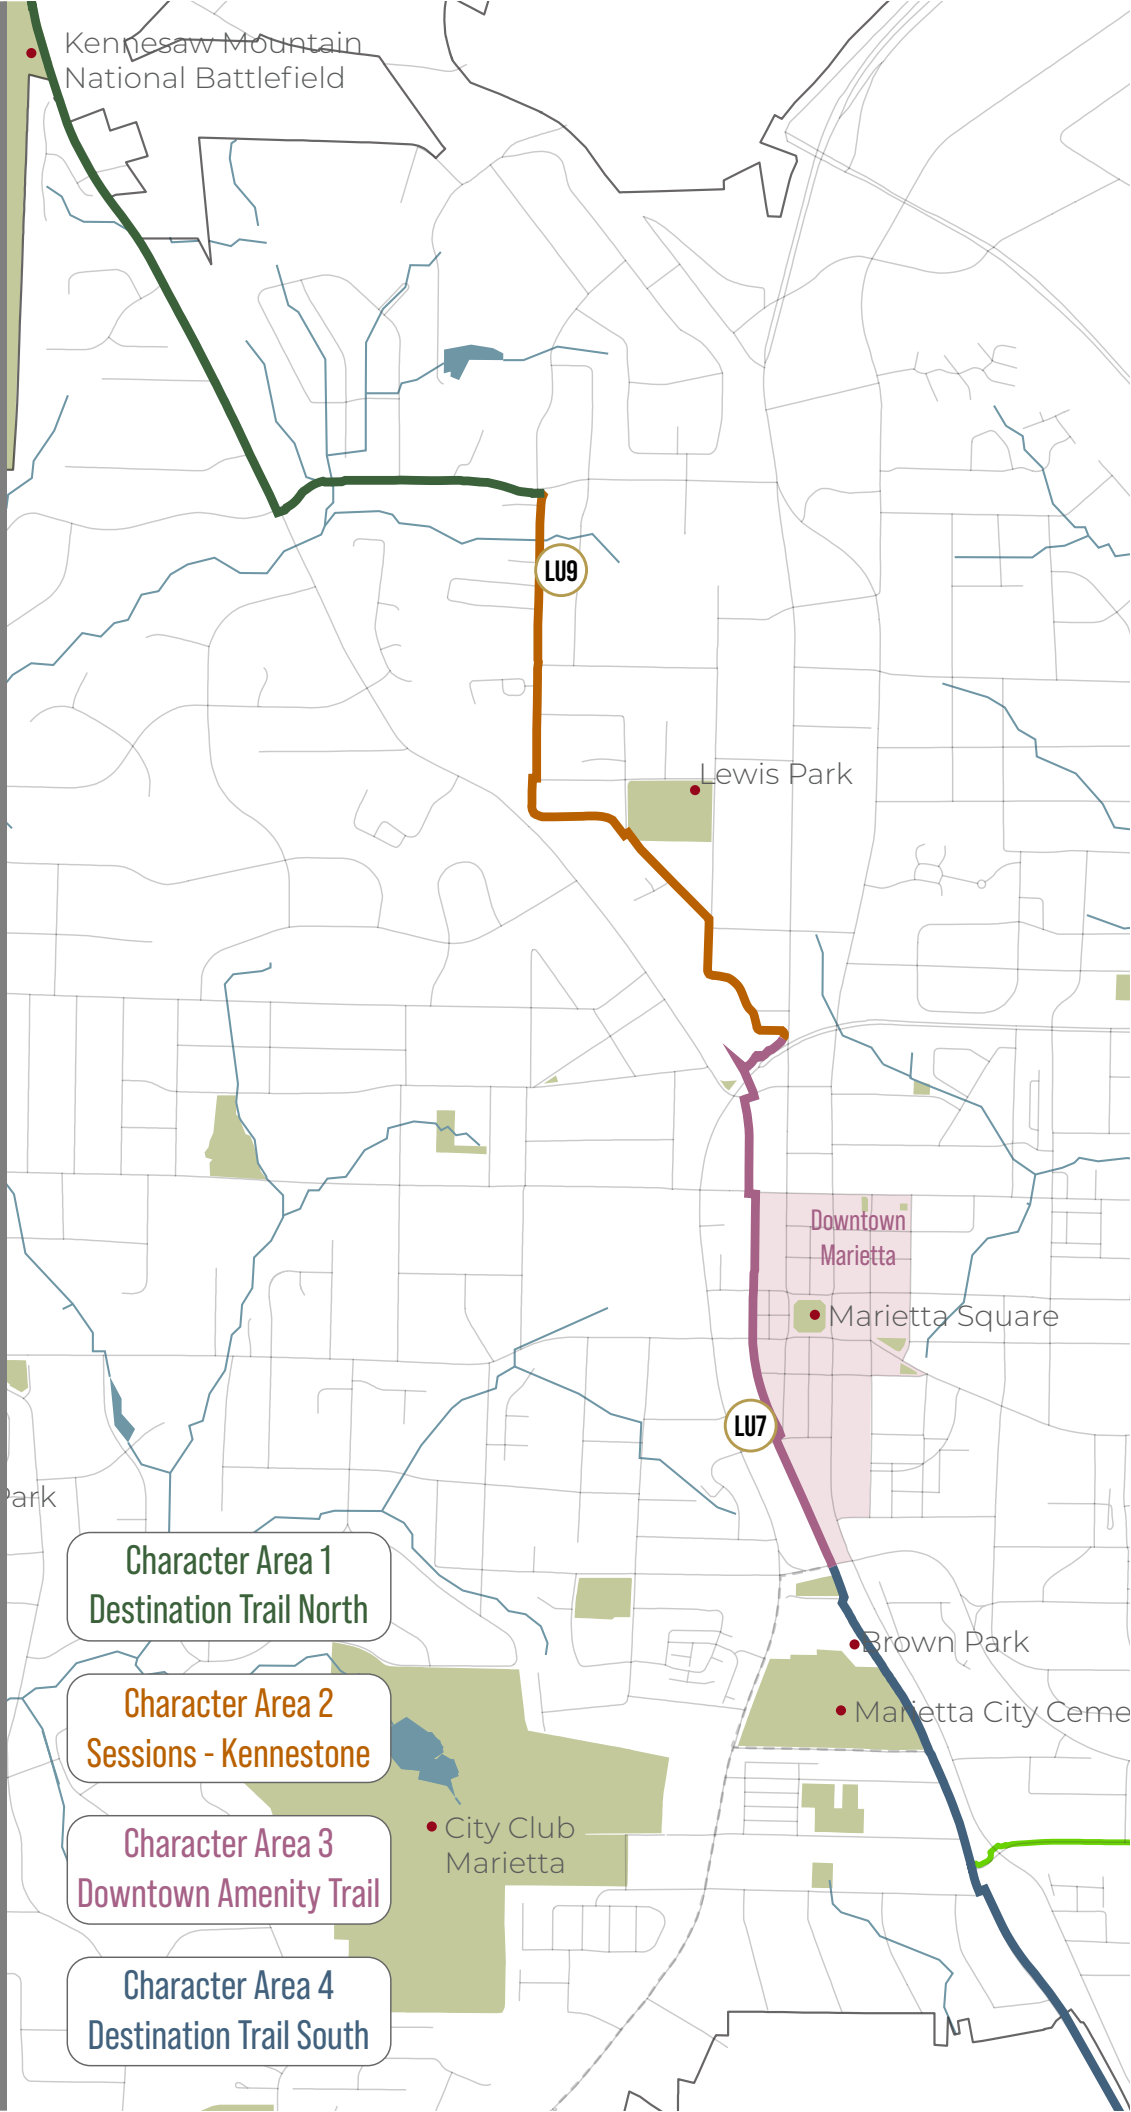 Kennesaw Mountain
National Battlefield
LU9
Lewis Park
Downtown
Marietta
Marietta Square
LU7
Park
Character Area 1
Destination Trail North
Brown Park
Character Area 2
Sessions - Kennestone
Marietta City Ceme
City Club
Marietta
Character Area 3
Downtown Amenity Trail
Character Area 4
Destination Trail South